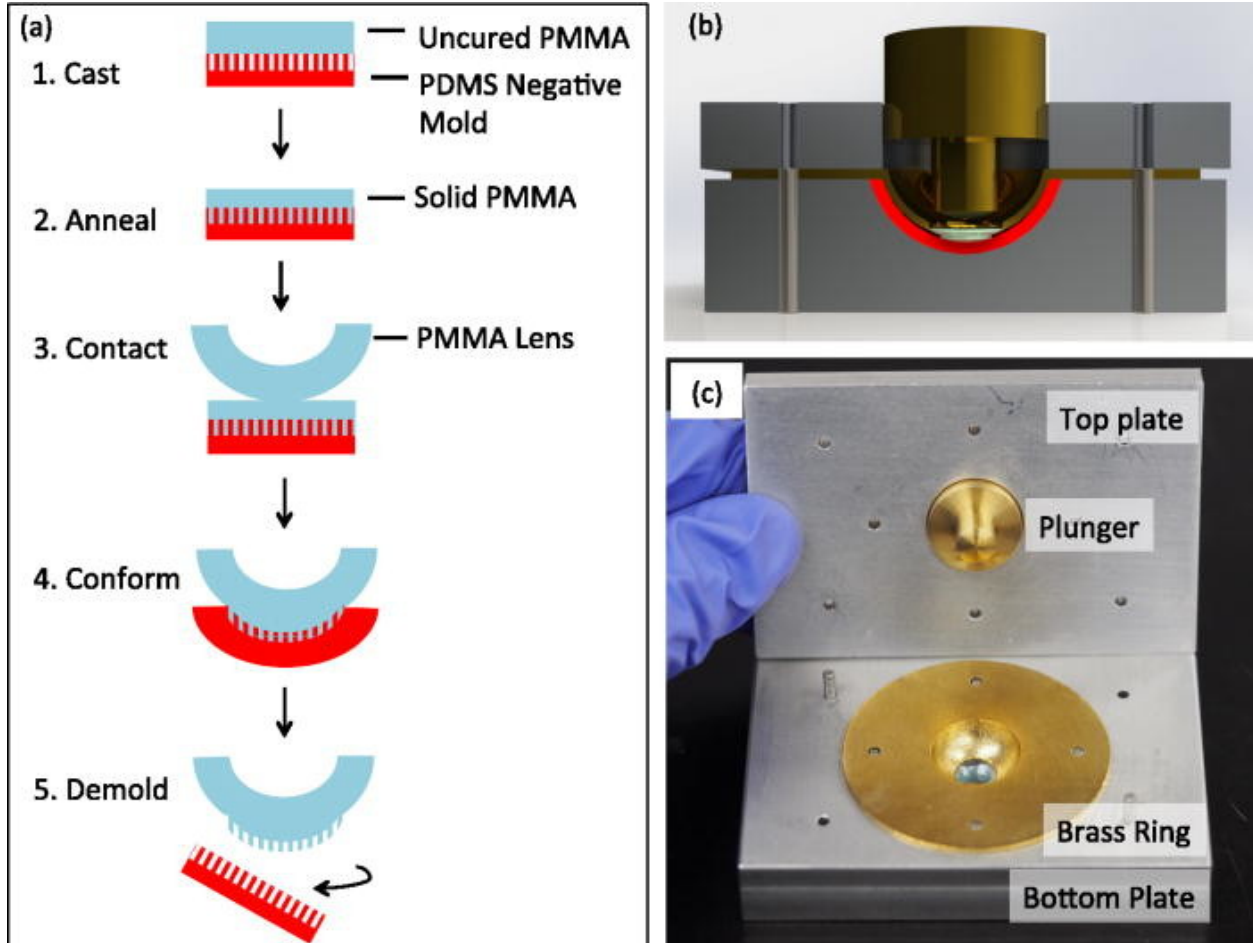 (a)
Uncured PMMA
1. Cast
PDMS Negative
Mold
2. Anneal
Solid PMMA
3. Contact
PMMA Lens
4. Conform
5. Demold
(b)
(c)
Top plate
Plunger
Brass Ring
Bottom Plate